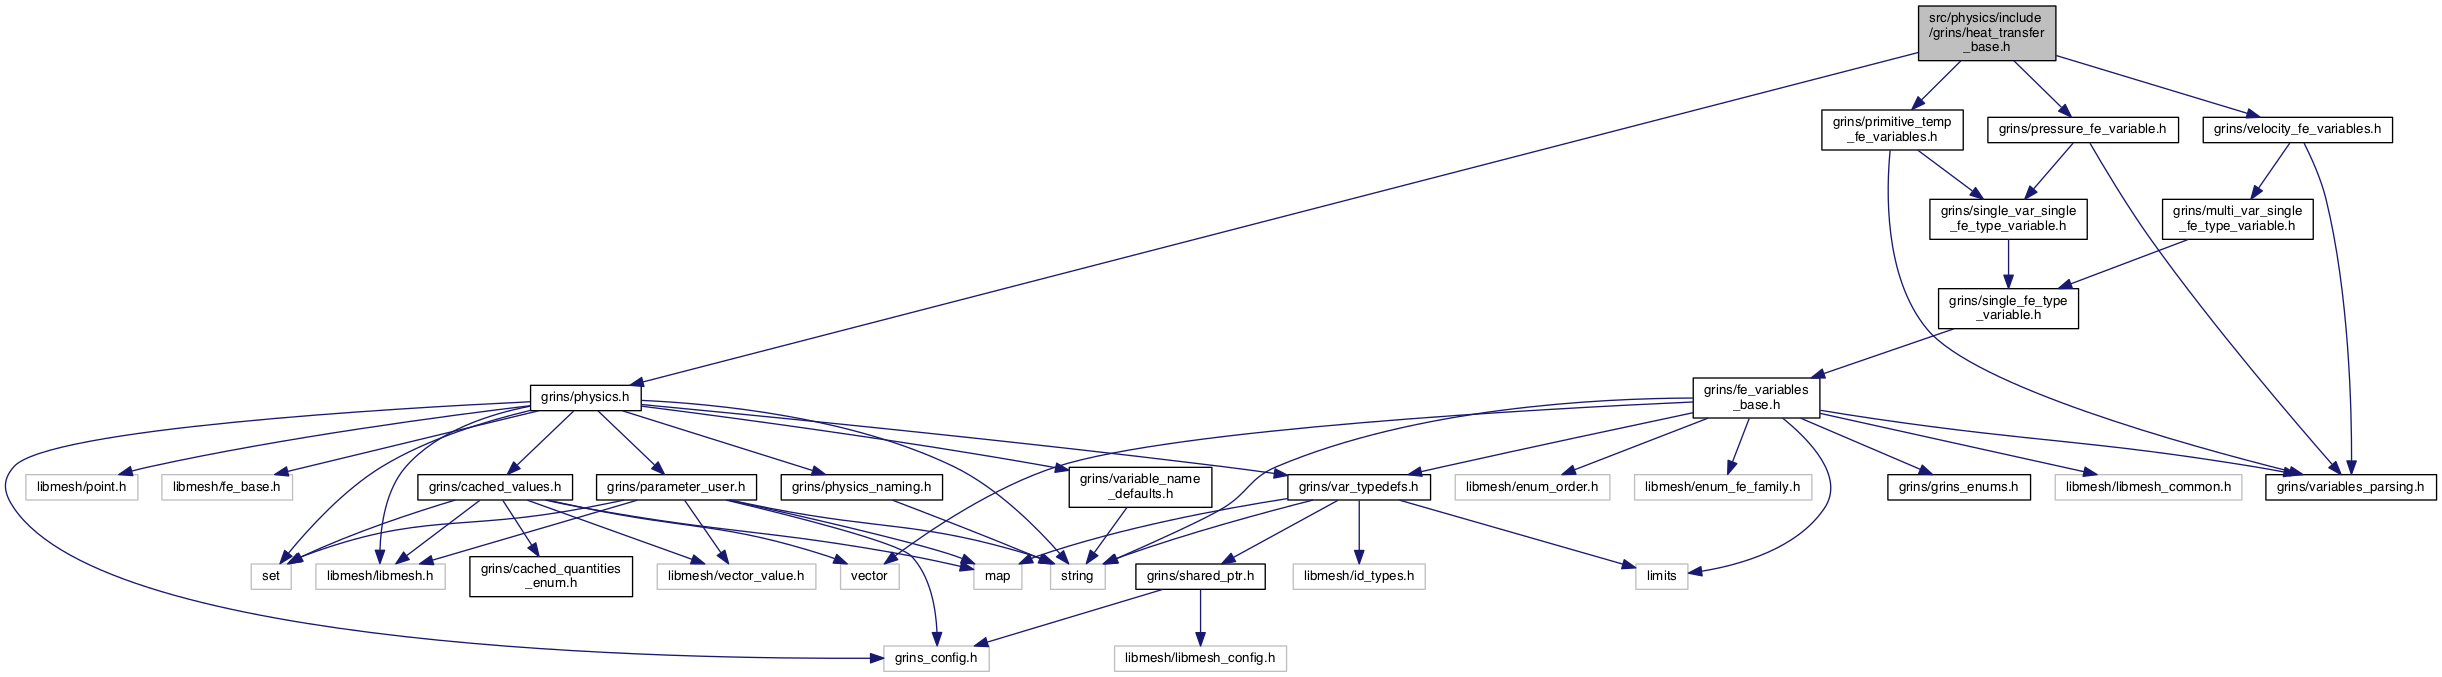 src/physics/include
/grins/heat_transfer
_base.h
grins/primitive_temp
_fe_variables.h
grins/pressure_fe_variable.h
grins/velocity_fe_variables.h
grins/single_var_single
_fe_type_variable.h
grins/multi_var_single
_fe_type_variable.h
grins/single_fe_type
_variable.h
grins/physics.h
grins/fe_variables
_base.h
libmesh/point.h
libmesh/fe_base.h
grins/cached_values.h
grins/parameter_user.h
grins/physics_naming.h
grins/variable_name
_defaults.h
grins/var_typedefs.h
libmesh/enum_order.h
libmesh/enum_fe_family.h
grins/grins_enums.h
libmesh/libmesh_common.h
grins/variables_parsing.h
set
libmesh/libmesh.h
grins/cached_quantities
_enum.h
libmesh/vector_value.h
vector
map
string
grins/shared_ptr.h
libmesh/id_types.h
limits
grins_config.h
libmesh/libmesh_config.h